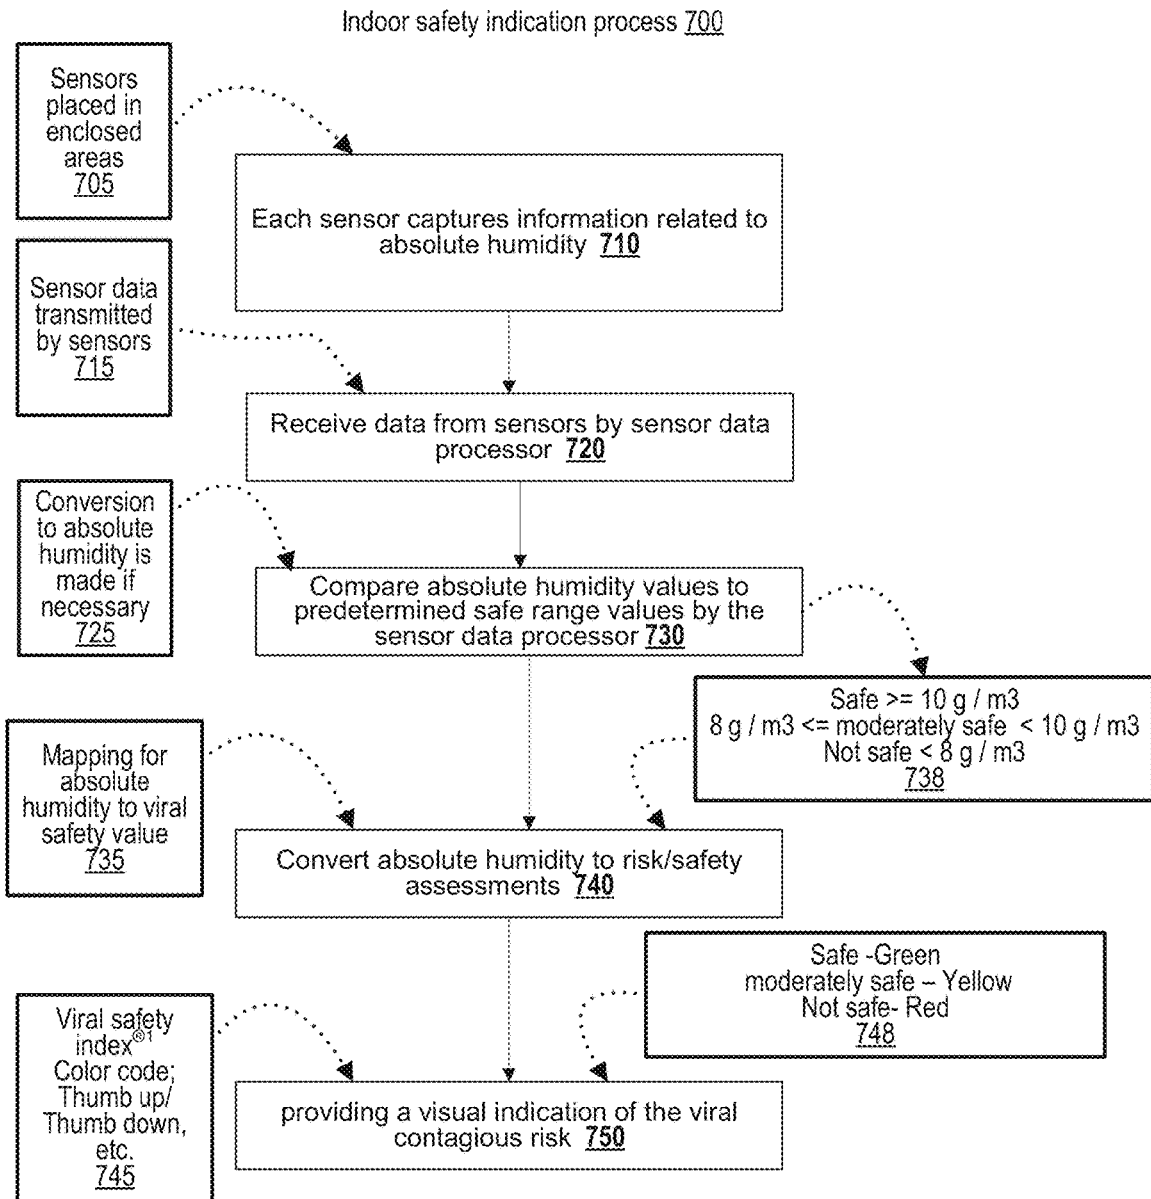 Indoor safety indication process 700
Sensors
placed in
enclosed
areas
705
Each sensor captures information related to
absolute humidity 710
Sensor data
transmitted
by sensors
715
Receive data from sensors by sensor data
processor 720
Conversion
to absolute
humidity is
made if
necessary
725
Compare absolute humidity values to
predetermined safe range values by the
sensor data processor 730
Safe >= 10 g / m3
8 g / m3 <= moderately safe < 10 g / m3
Not safe < 8 g / m3
738
Mapping for
absolute
humidity to viral
safety value
735
Convert absolute humidity to risk/safety
assessments 740
Safe -Green
moderately safe – Yellow
Not safe- Red
748
Viral safety
index®1
Color code;
Thumb up/
Thumb down,
etc.
745
providing a visual indication of the viral
contagious risk 750